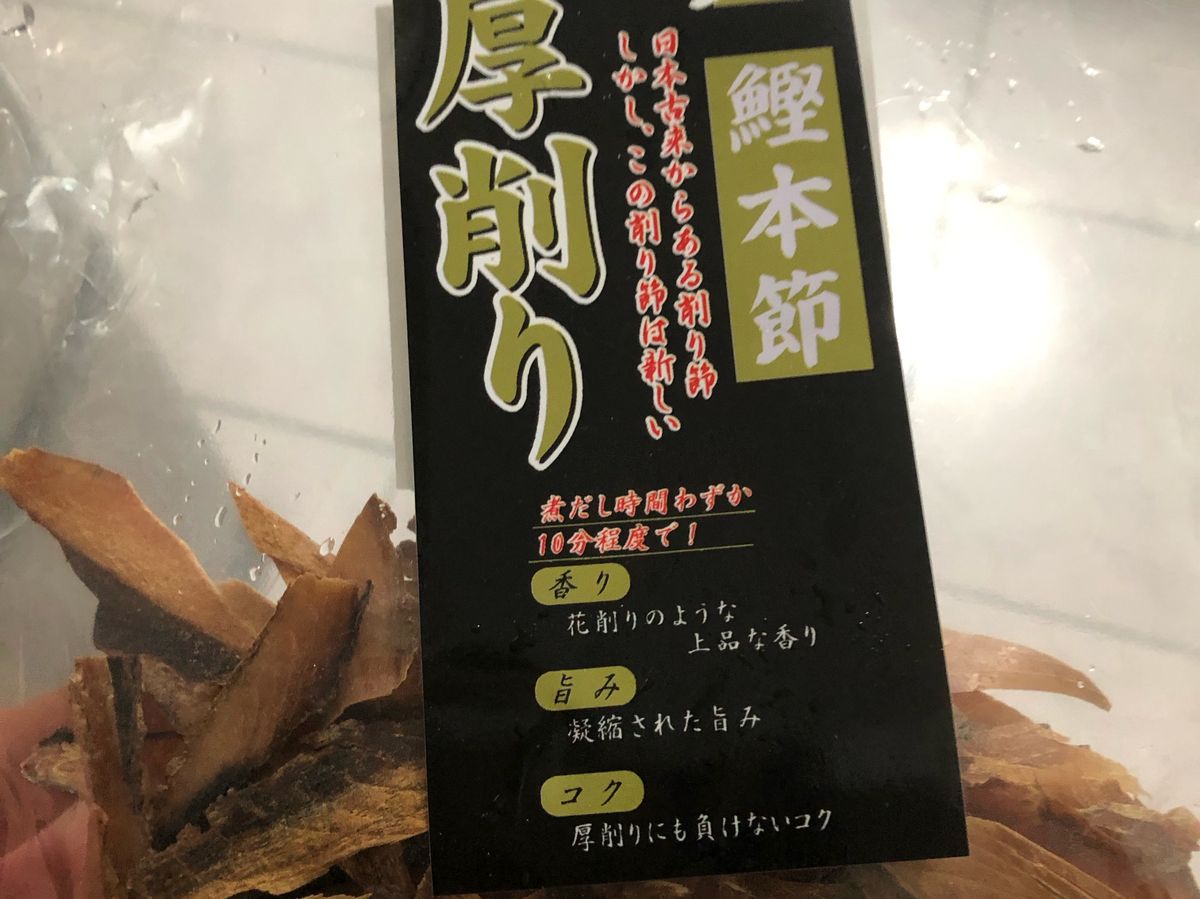 鰹本節
日本古来からある削り節
しかし、この削り節は新しい
厚削り
煮だし時間わずか
10分程度で！
香り
花削りのような
上品な香り
旨み
凝縮された旨み
コク
厚削りにも負けないコク